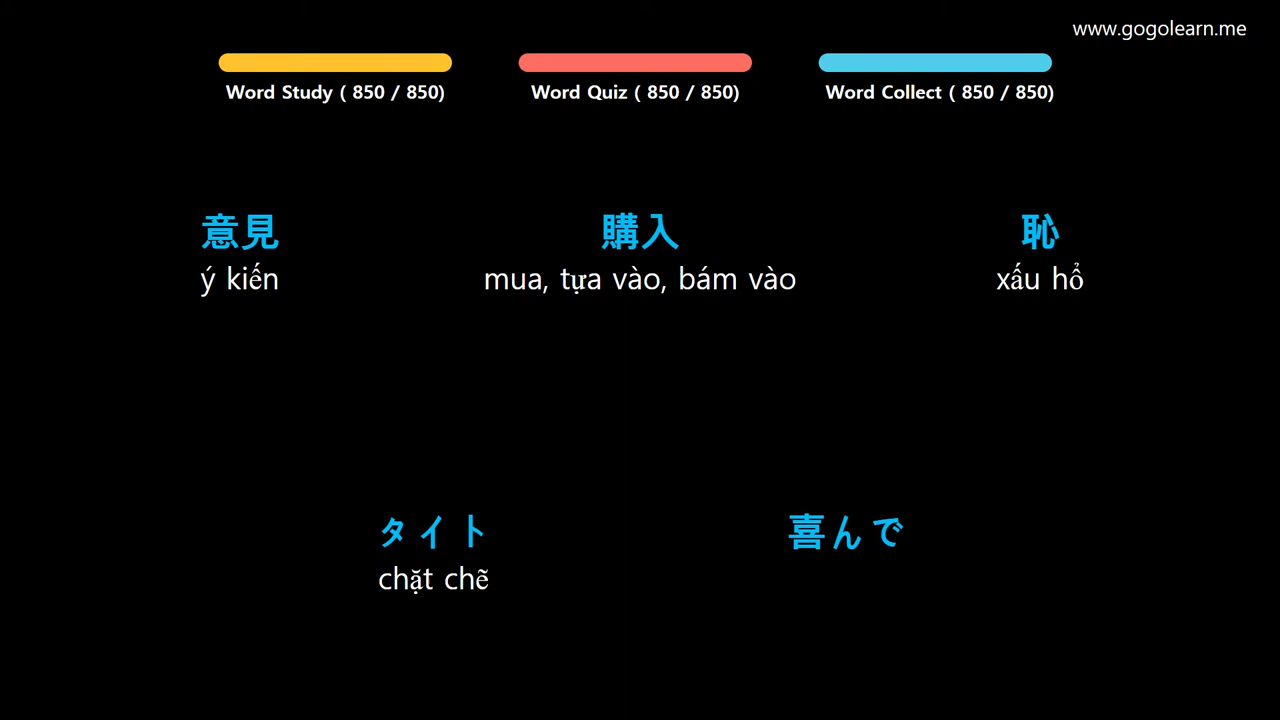 www.gogolearn.me
Word Study ( 850 / 850)
Word Quiz ( 850 / 850)
Word Collect ( 850 / 850)
意見
ý kiến
購入
mua, tựa vào, bám vào
恥
xấu hổ
タイト
chặt chẽ
喜んで